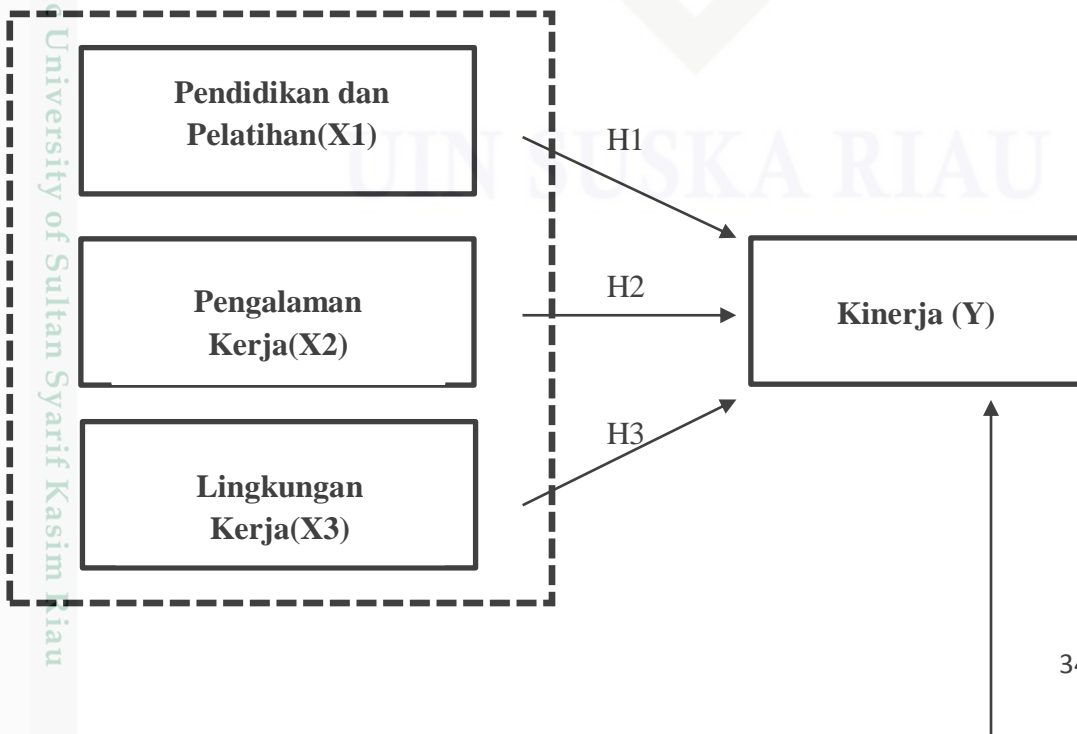 Pendidikan dan
Pelatihan(X1)
H1
UIN SUSKA RIAU
Pengalaman
Kerja(X2)
H2
Kinerja (Y)
Lingkungan
Kerja(X3)
H3
University of Sultan Syarif Kasim Riau
34